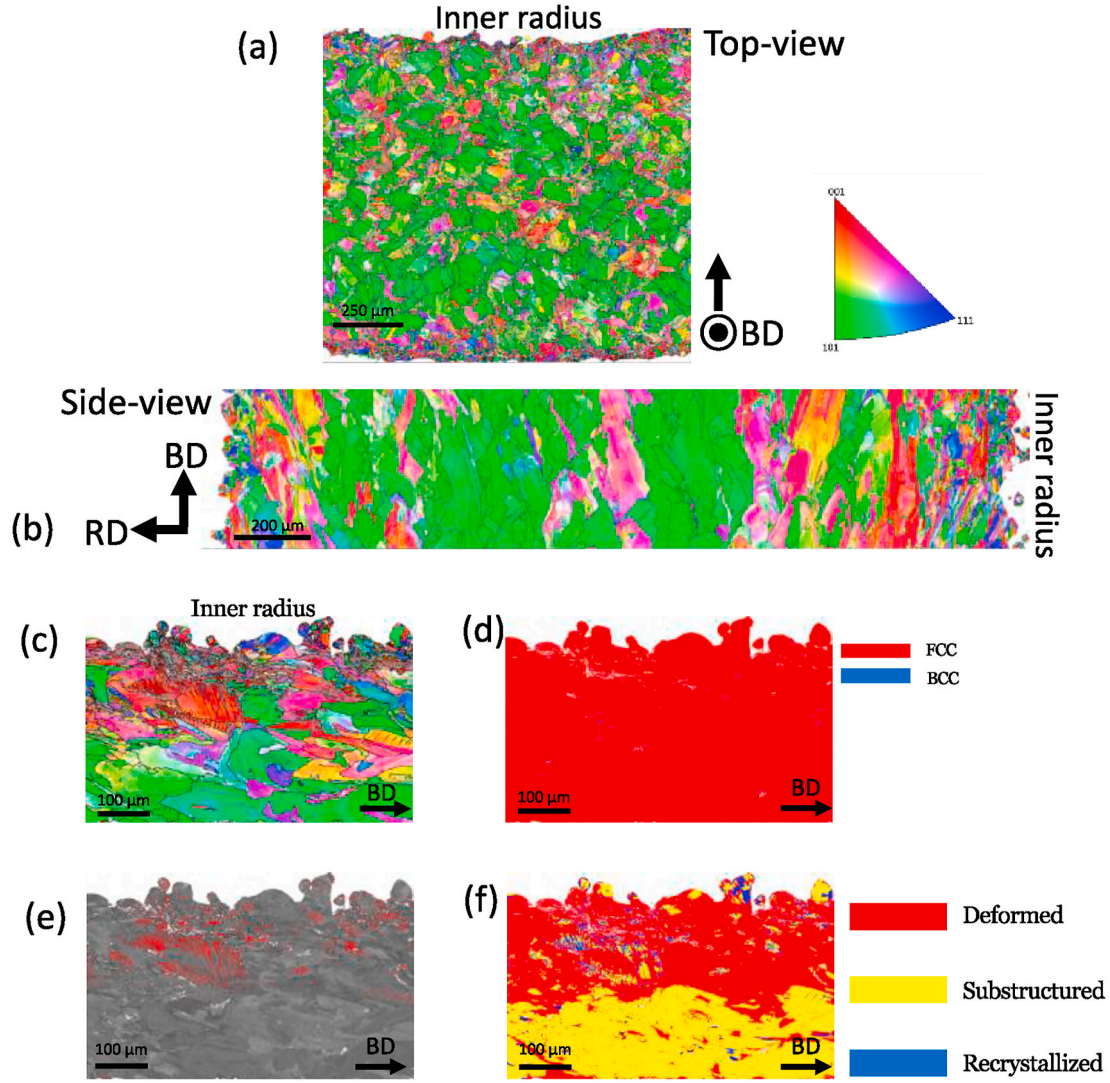 Inner radius
(a)
Top-view
250 µm
BD
001
111
101
Side-view
BD
RD
(b)
200 µm
Inner radius
(c)
Inner radius
100 µm
BD
(d)
FCC
BCC
100 µm
BD
(e)
100 µm
BD
(f)
100 µm
BD
Deformed
Substructured
Recrystallized